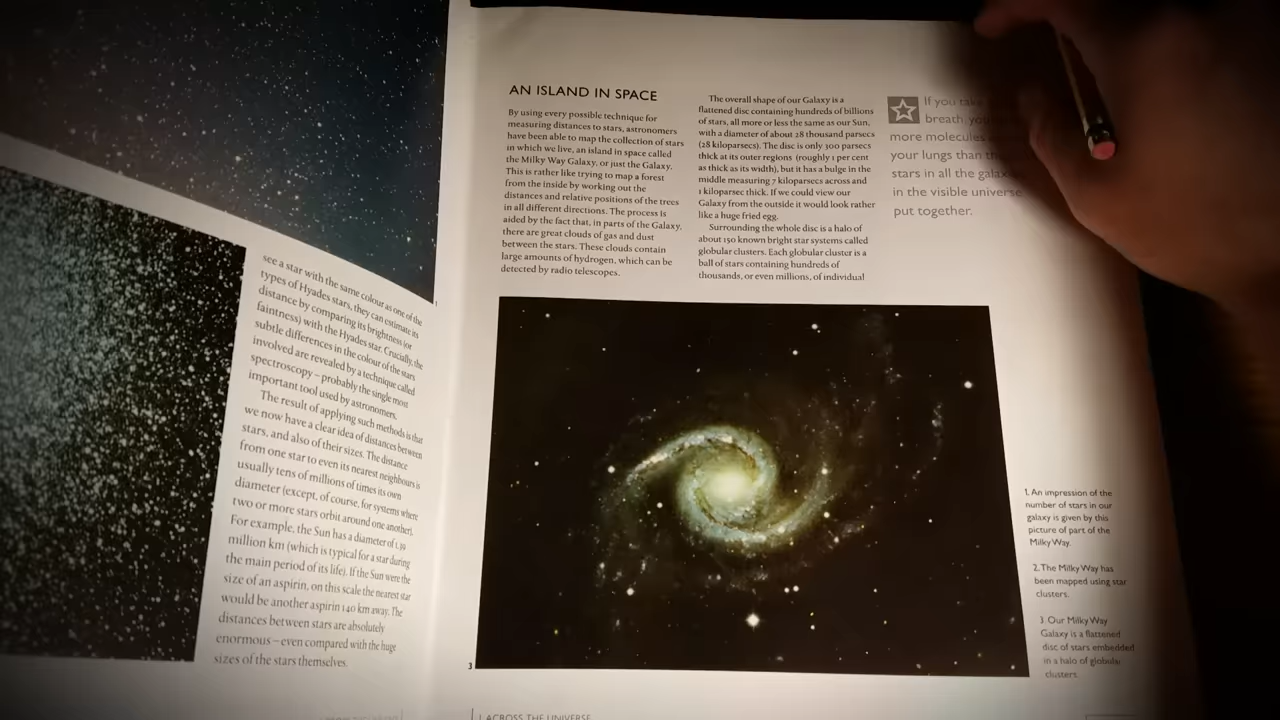 see a star with the same colour as one of the
types of Hyades stars, they can estimate its
distance by comparing its brightness (or
faintness) with the Hyades star. Crucially, the
subtle differences in the colour of the stars
involved are revealed by a technique called
spectroscopy – probably the single most
important tool used by astronomers.
The result of applying such methods is that
we now have a clear idea of distances between
stars, and also of their sizes. The distance
from one star to even its nearest neighbours is
usually tens of millions of times its own
diameter (except, of course, for systems where
two or more stars orbit around one another).
For example, the Sun has a diameter of 1.39
million km (which is typical for a star during
the main period of its life). If the Sun were the
size of an aspirin, on this scale the nearest star
would be another aspirin 140 km away. The
distances between stars are absolutely
enormous – even compared with the huge
sizes of the stars themselves.
1
AN ISLAND IN SPACE
By using every possible technique for
measuring distances to stars, astronomers
have been able to map the collection of stars
in which we live, an island in space called
the Milky Way Galaxy, or just the Galaxy.
This is rather like trying to map a forest
from the inside by working out the
distances and relative positions of the trees
in all different directions. The process is
aided by the fact that, in parts of the Galaxy,
there are great clouds of gas and dust
between the stars. These clouds contain
large amounts of hydrogen, which can be
detected by radio telescopes.
The overall shape of our Galaxy is a
flattened disc containing hundreds of billions
of stars, all more or less the same as our Sun,
with a diameter of about 28 thousand parsecs
(28 kiloparsecs). The disc is only 300 parsecs
thick at its outer regions (roughly 1 per cent
as thick as its width), but it has a bulge in the
middle measuring 7 kiloparsecs across and
1 kiloparsec thick. If we could view our
Galaxy from the outside it would look rather
like a huge fried egg.
Surrounding the whole disc is a halo of
about 150 known bright star systems called
globular clusters. Each globular cluster is a
ball of stars containing hundreds of
thousands, or even millions, of individual
If you take
breath
more molecules
your lungs than
stars in all the
in the visible universe
put together.
1. An impression of the
number of stars in our
galaxy is given by this
picture of part of the
Milky Way.
2. The Milky Way has
been mapped using star
clusters.
3. Our Milky Way
Galaxy is a flattened
disc of stars embedded
in a halo of globular
clusters.
3
ACROSS THE UNIVERSE